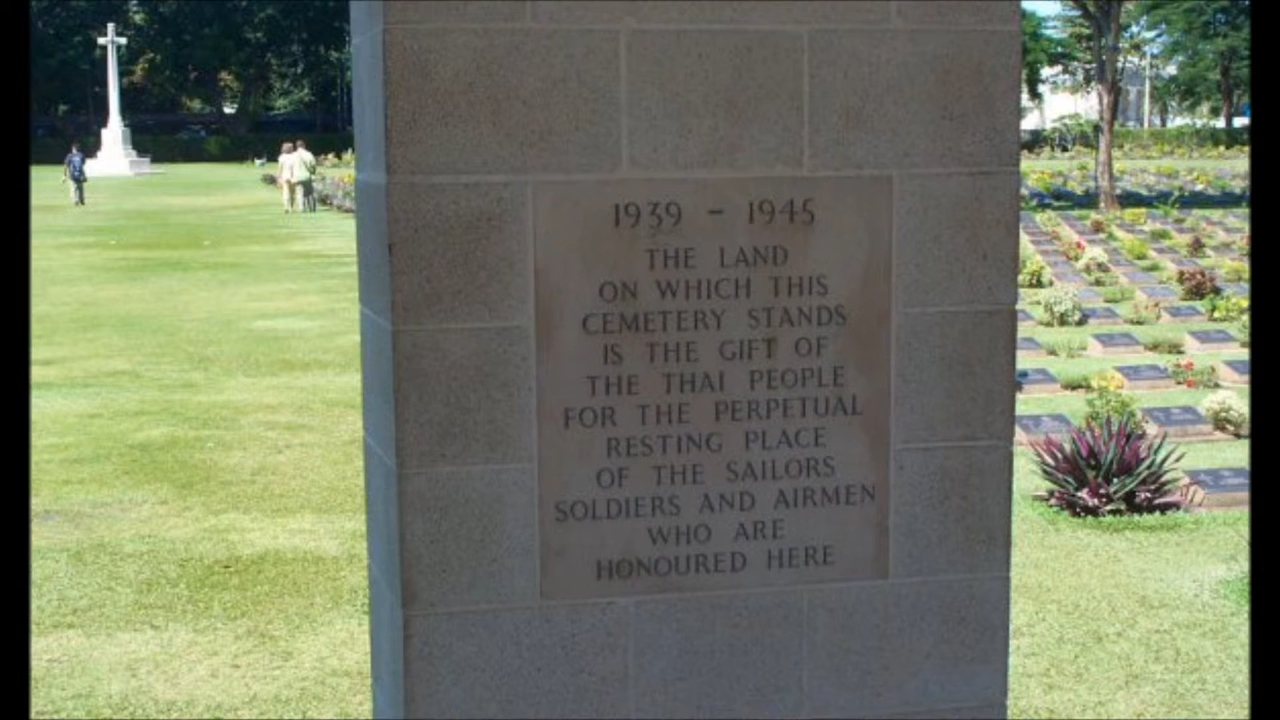 1939 – 1945
THE LAND
ON WHICH THIS
CEMETERY STANDS
IS THE GIFT OF
THE THAI PEOPLE
FOR THE PERPETUAL
RESTING PLACE
OF THE SAILORS
SOLDIERS AND AIRMEN
WHO ARE
HONOURED HERE